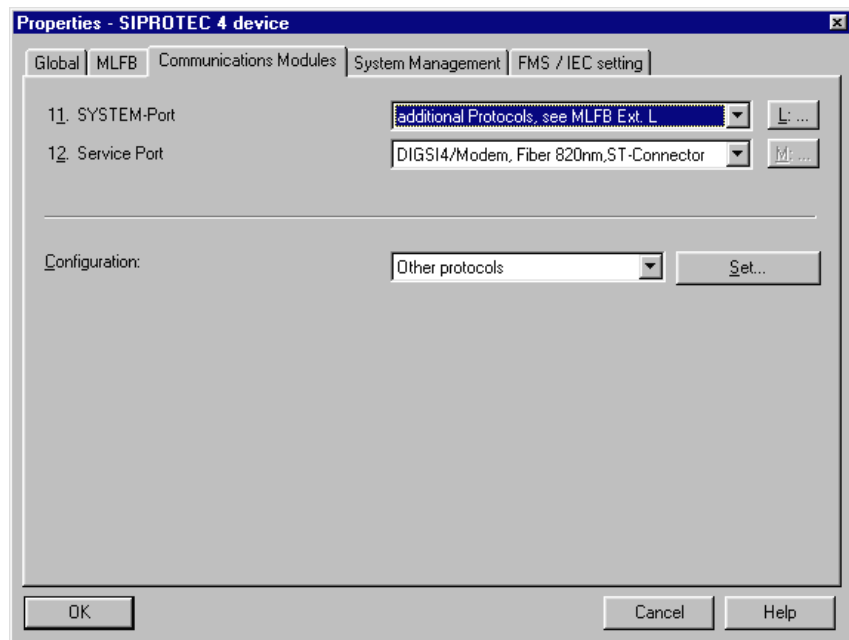 Properties - SIPROTEC 4 device
Global MLFB Communications Modules System Management FMS / IEC setting
11. SYSTEM-Port additional Protocols, see MLFB Ext. L L: ...
12. Service Port DIGSI4/Modem, Fiber 820nm,ST-Connector M: ...
Configuration: Other protocols Set...
OK Cancel Help